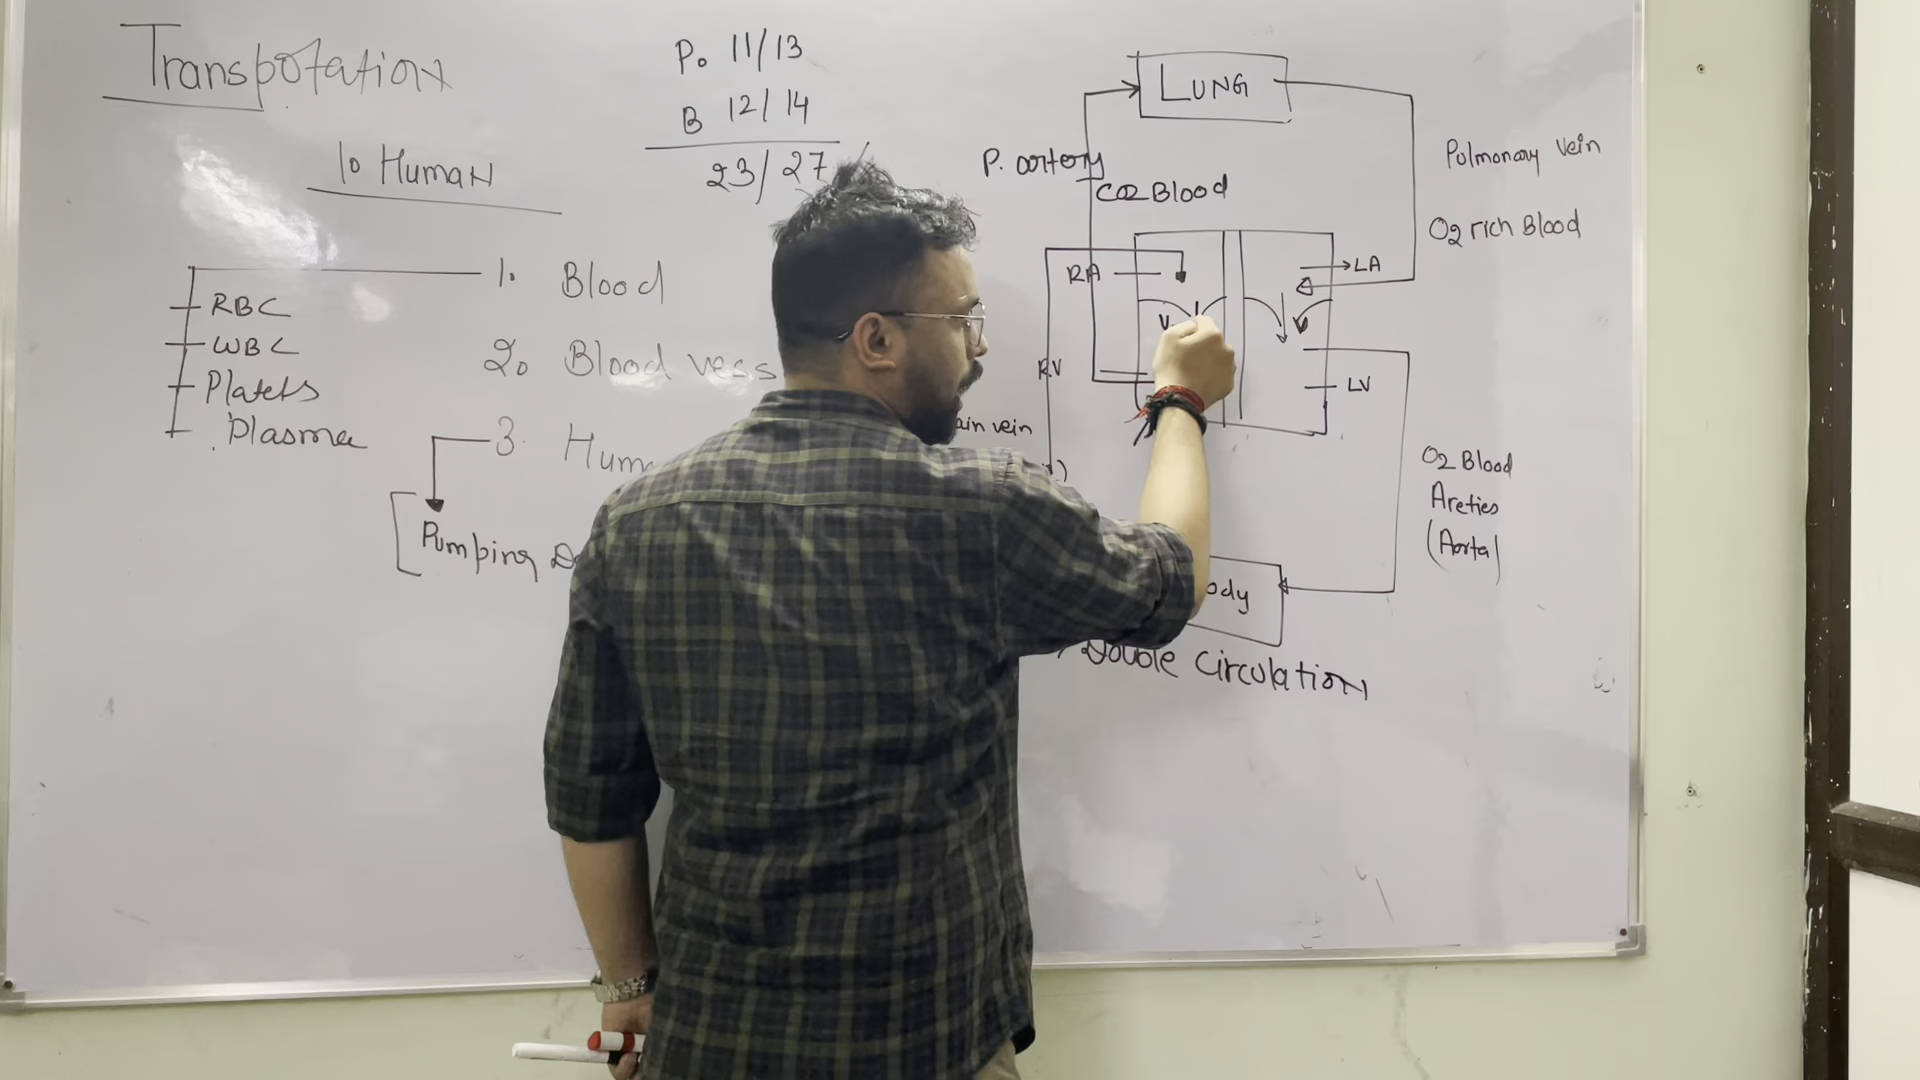 Transpotation
P. 11/13
B 12/14
23/27
1. Human
1. Blood
RBC
WBC
Platets
Plasma
2. Blood vess
3. Hum
Pumping
LUNG
P. artery
CO2 Blood
Pulmonary vein
O2 rich Blood
RA
LA
V
V
RV
LV
ain vein
O2 Blood
Areties
(Aorta)
ody
Double Circulation